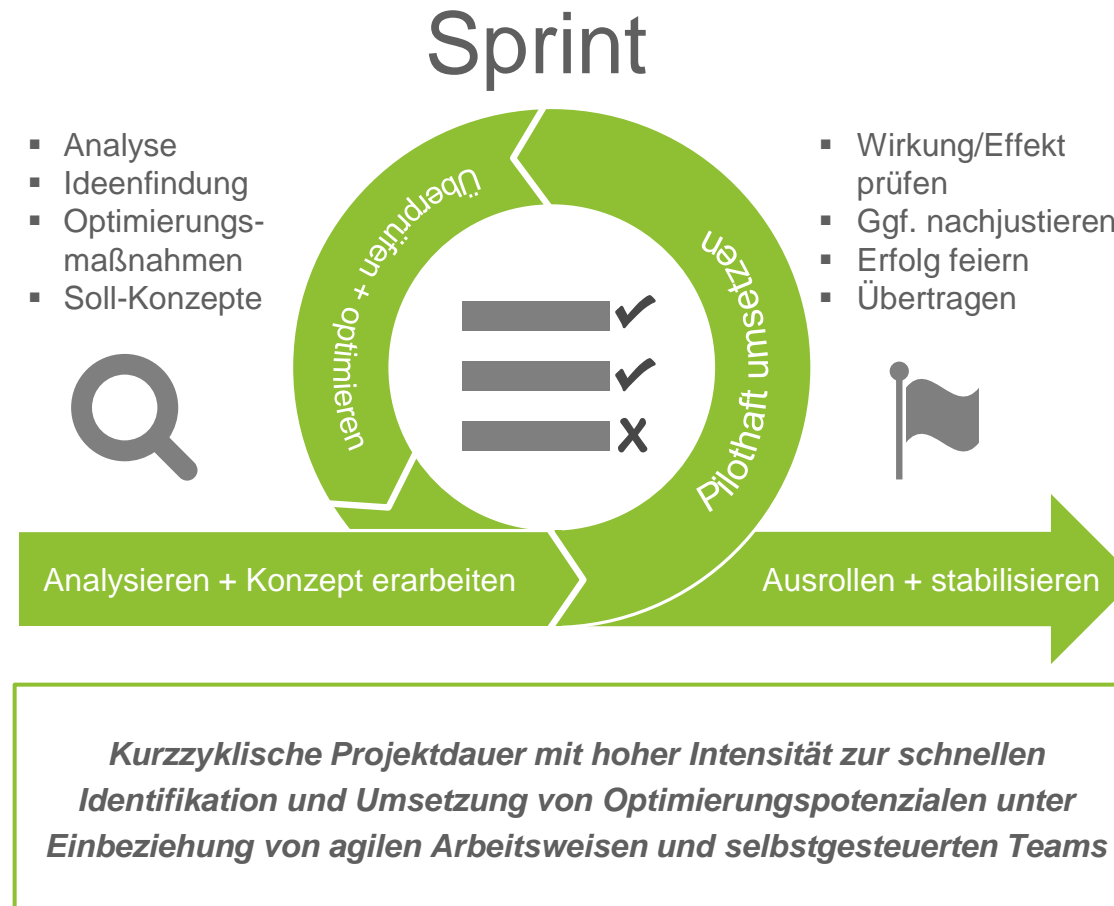 Sprint
▪ Analyse
▪ Ideenfindung
▪ Optimierungs-
maßnahmen
▪ Soll-Konzepte
▪ Wirkung/Effekt
prüfen
▪ Ggf. nachjustieren
▪ Erfolg feiern
▪ Übertragen
Überprüfen + optimieren
Pilothaft umsetzen
Analysieren + Konzept erarbeiten
Ausrollen + stabilisieren
Kurzzyklische Projektdauer mit hoher Intensität zur schnellen
Identifikation und Umsetzung von Optimierungspotenzialen unter
Einbeziehung von agilen Arbeitsweisen und selbstgesteuerten Teams